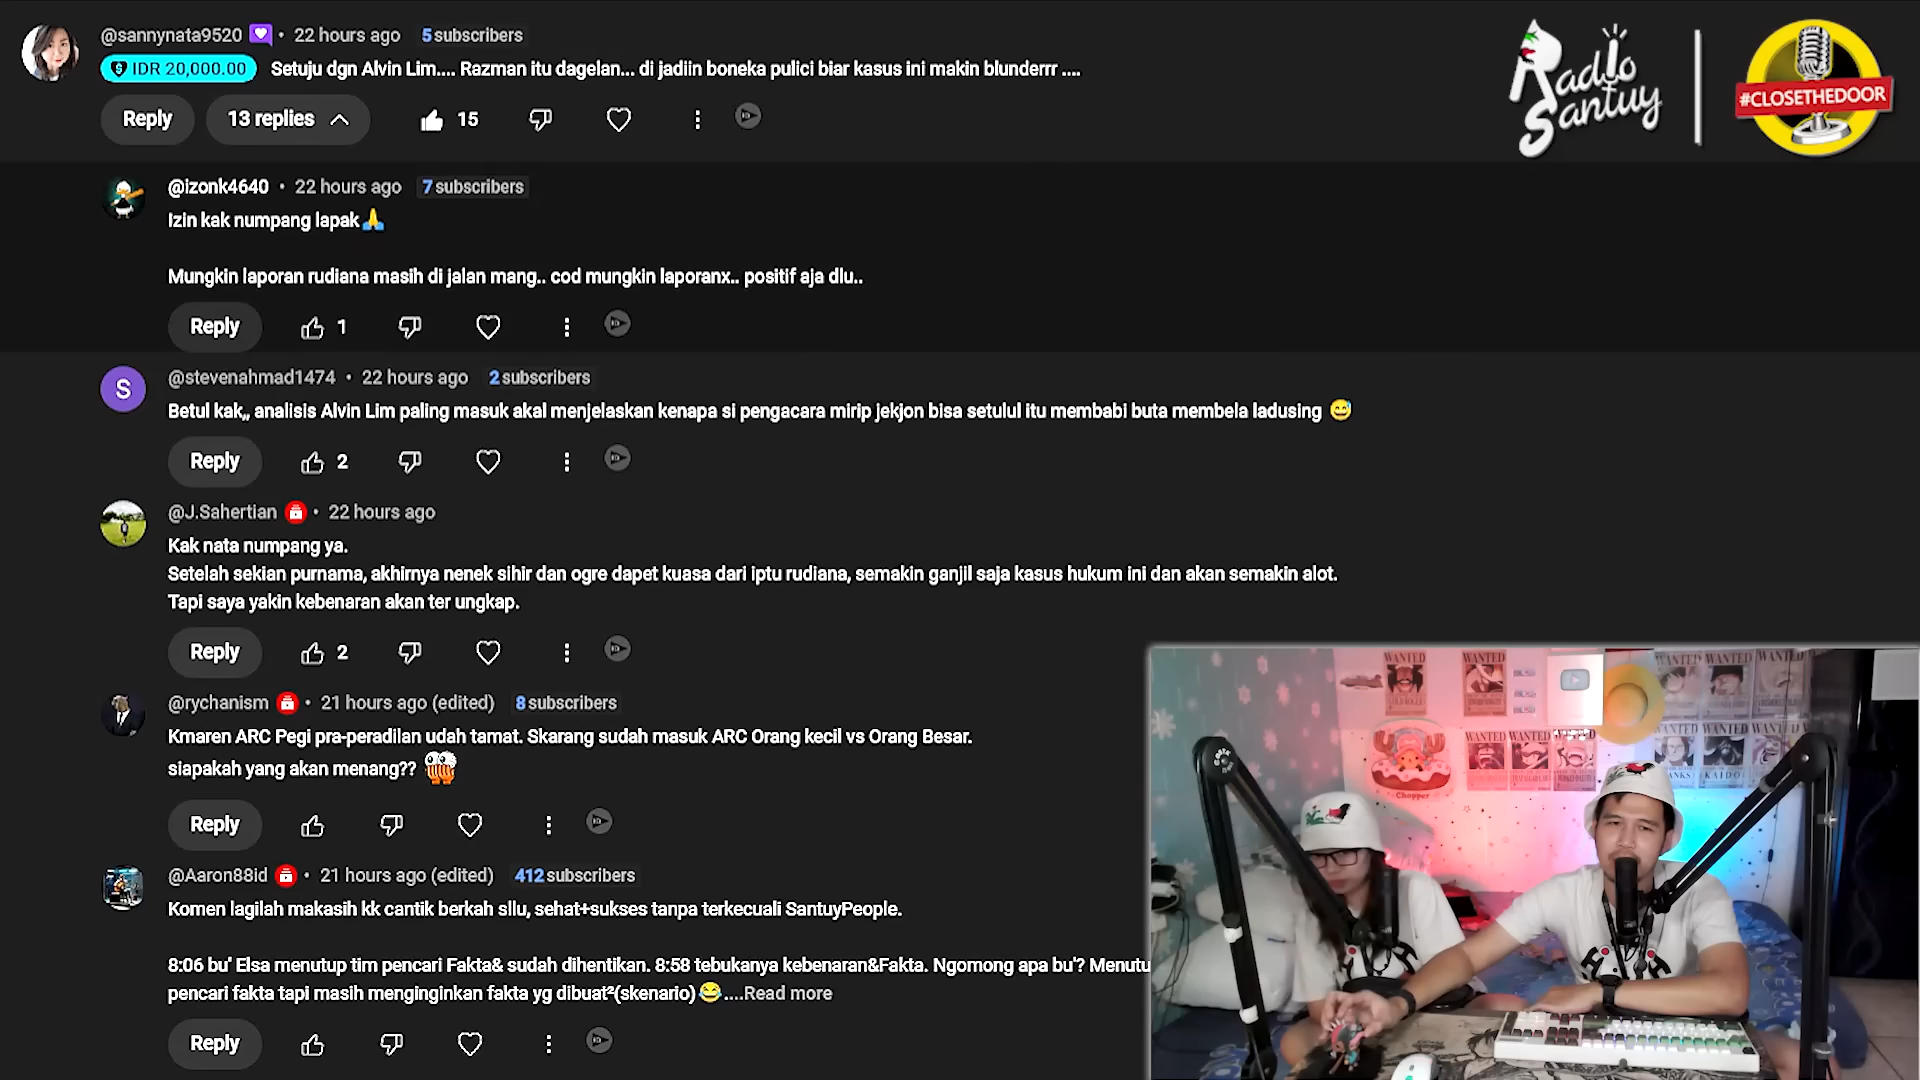 @sannynata9520 • 22 hours ago 5 subscribers
IDR 20,000.00 Setuju dgn Alvin Lim.... Razman itu dagelan... di jadiin boneka pulici biar kasus ini makin blunderrr ....
Reply 13 replies 15
Radio Santuy
#CLOSETHEDOOR
@izonk4640 • 22 hours ago 7 subscribers
Izin kak numpang lapak🙏
Mungkin laporan rudiana masih di jalan mang.. cod mungkin laporanx.. positif aja dlu..
Reply 1
S
@stevenahmad1474 • 22 hours ago 2 subscribers
Betul kak,, analisis Alvin Lim paling masuk akal menjelaskan kenapa si pengacara mirip jekjon bisa setulul itu membabi buta membela ladusing 😅
Reply 2
@J.Sahertian • 22 hours ago
Kak nata numpang ya.
Setelah sekian purnama, akhirnya nenek sihir dan ogre dapet kuasa dari iptu rudiana, semakin ganjil saja kasus hukum ini dan akan semakin alot.
Tapi saya yakin kebenaran akan ter ungkap.
Reply 2
@rychanism • 21 hours ago (edited) 8 subscribers
Kmaren ARC Pegi pra-peradilan udah tamat. Skarang sudah masuk ARC Orang kecil vs Orang Besar.
siapakah yang akan menang??
Reply
@Aaron88id • 21 hours ago (edited) 412 subscribers
Komen lagilah makasih kk cantik berkah sllu, sehat+sukses tanpa terkecuali SantuyPeople.
8:06 bu' Elsa menutup tim pencari Fakta& sudah dihentikan. 8:58 tebukanya kebenaran&Fakta. Ngomong apa bu'? Menutu
pencari fakta tapi masih menginginkan fakta yg dibuat²(skenario)😂....Read more
Reply
WANTED WANTED WANTED WANTED WANTED
WANTED WANTED WANTED
Chopper
KAIDO